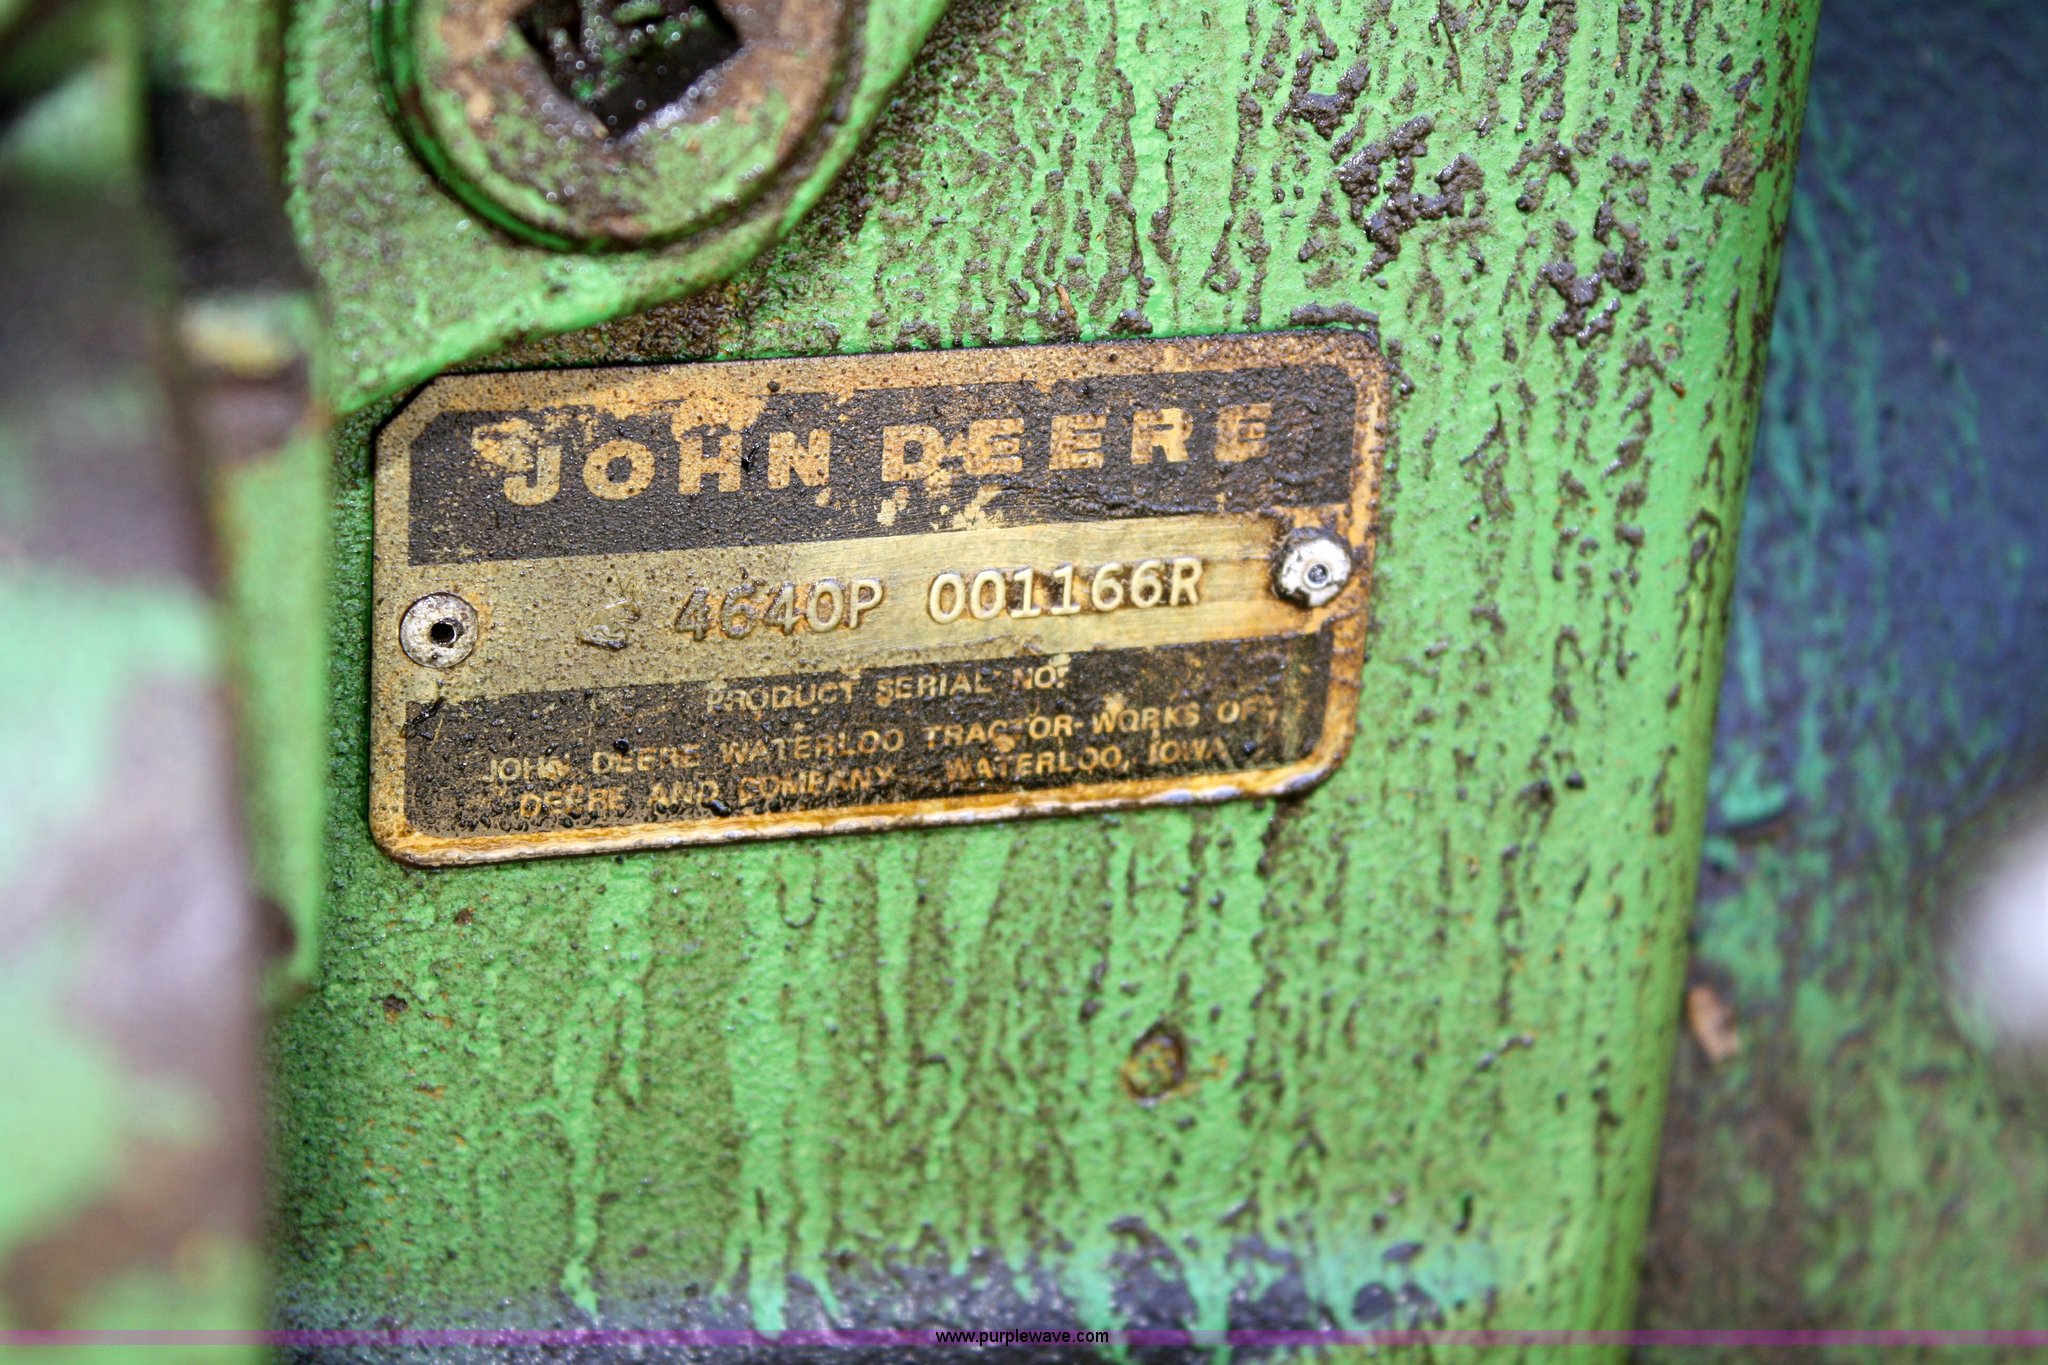 JOHN DEERE
4640P 001166R
PRODUCT SERIAL NO.
JOHN DEERE WATERLOO TRACTOR WORKS OF
DEERE AND COMPANY WATERLOO, IOWA
www.purplewave.com